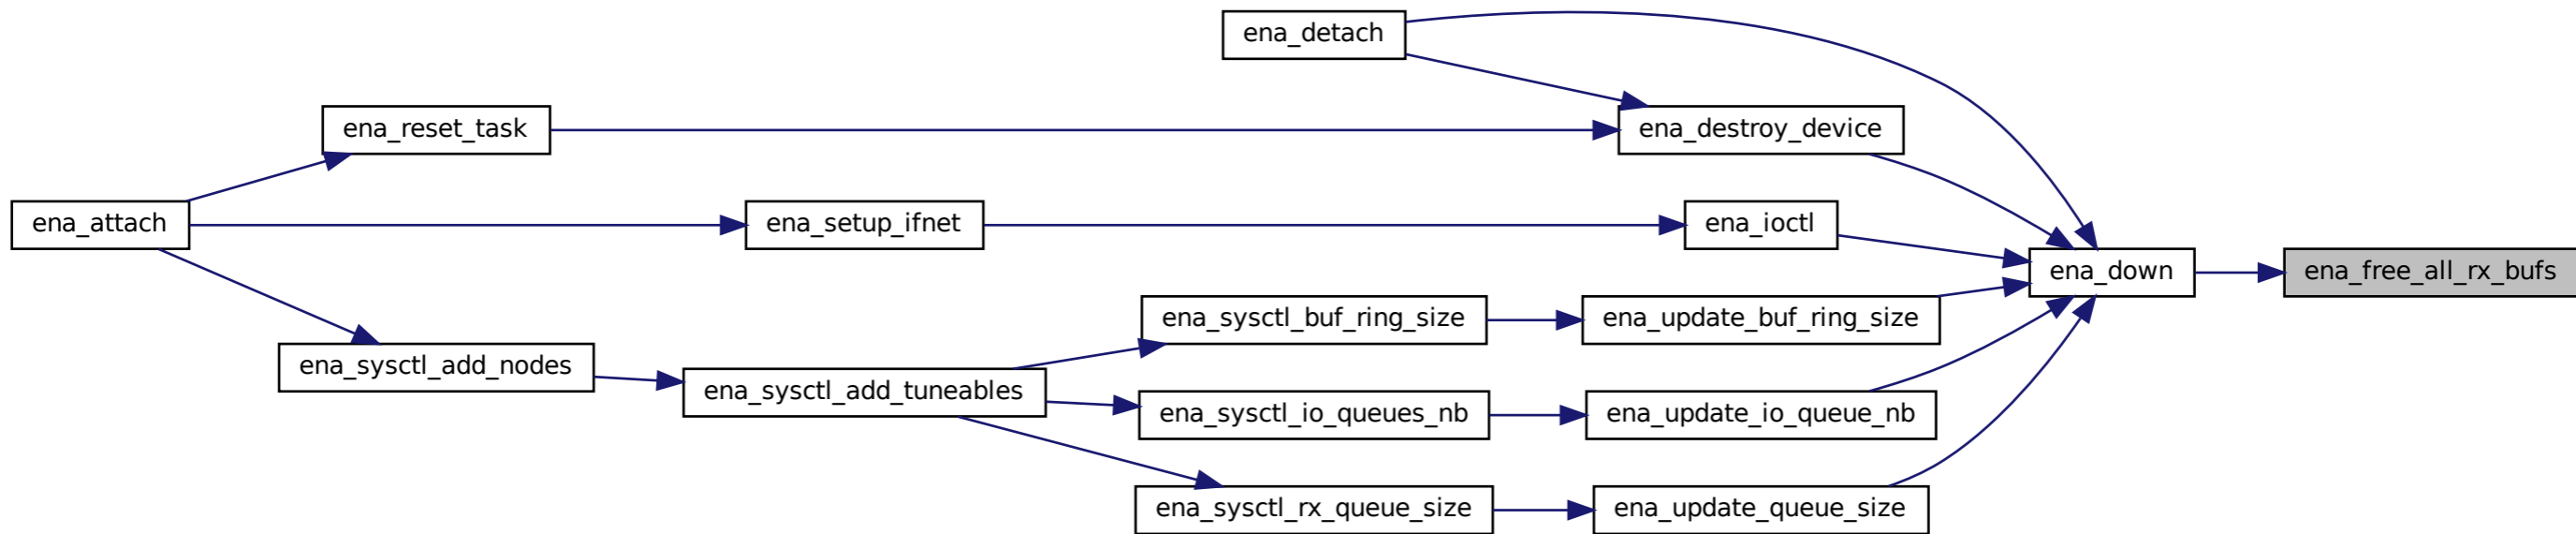 ena_detach
ena_reset_task
ena_destroy_device
ena_attach
ena_setup_ifnet
ena_ioctl
ena_down
ena_free_all_rx_bufs
ena_sysctl_buf_ring_size
ena_update_buf_ring_size
ena_sysctl_add_nodes
ena_sysctl_add_tuneables
ena_sysctl_io_queues_nb
ena_update_io_queue_nb
ena_sysctl_rx_queue_size
ena_update_queue_size